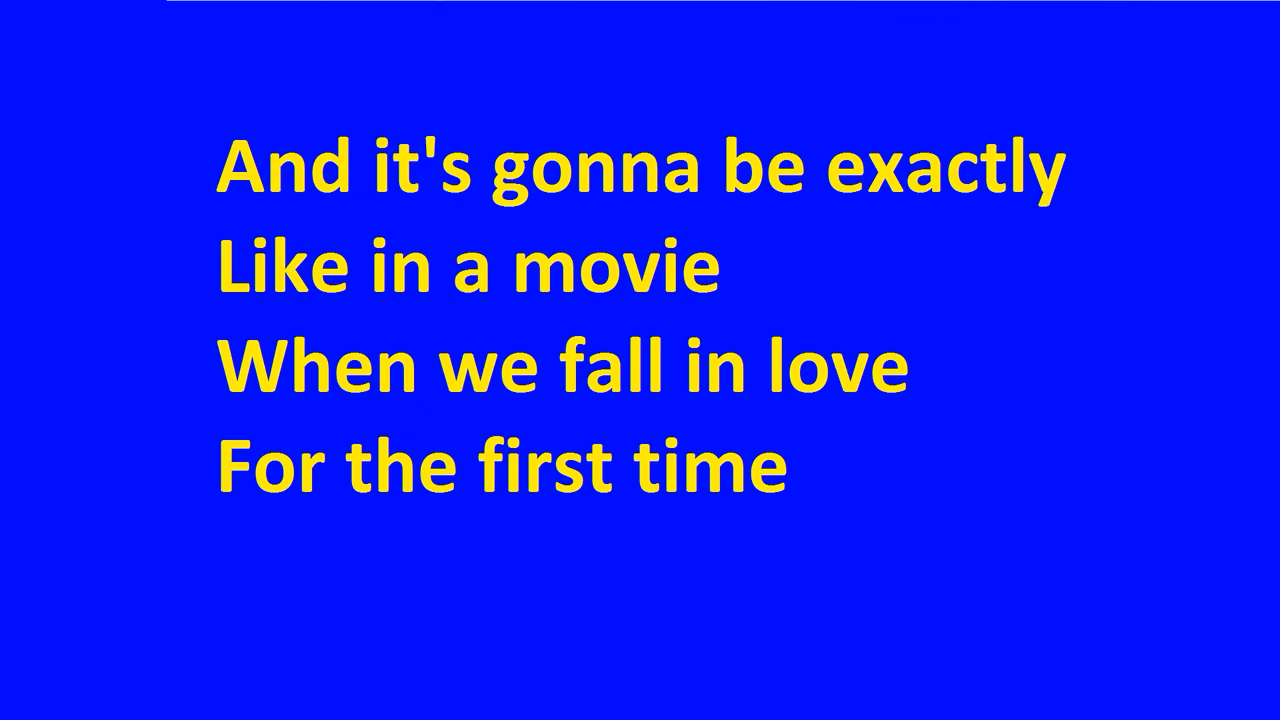 And it's gonna be exactly
Like in a movie
When we fall in love
For the first time